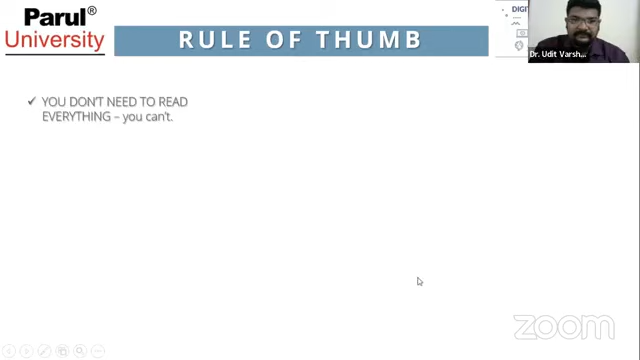 Parul®
University
RULE OF THUMB
DIGIT
Dr. Udit Varsh...
✓ YOU DON'T NEED TO READ
EVERYTHING – you can't.
zoom